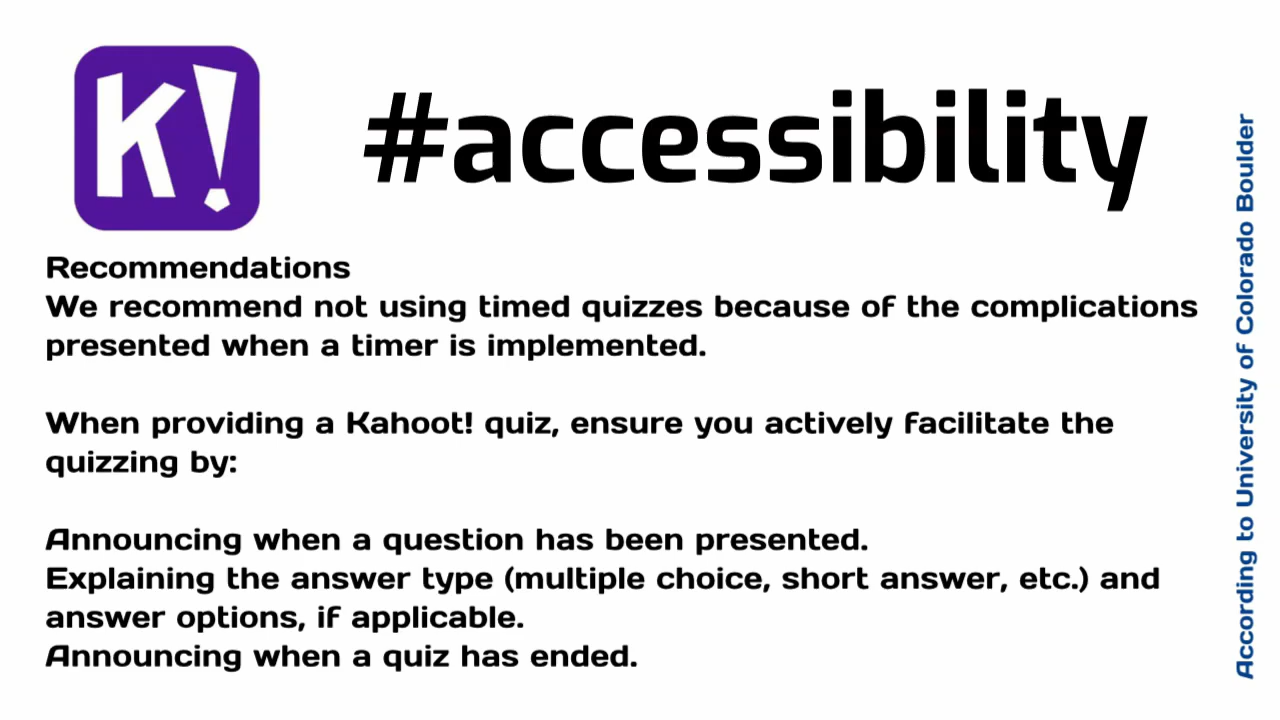 K!
#accessibility
Recommendations
We recommend not using timed quizzes because of the complications
presented when a timer is implemented.
When providing a Kahoot! quiz, ensure you actively facilitate the
quizzing by:
Announcing when a question has been presented.
Explaining the answer type (multiple choice, short answer, etc.) and
answer options, if applicable.
Announcing when a quiz has ended.
According to University of Colorado Boulder